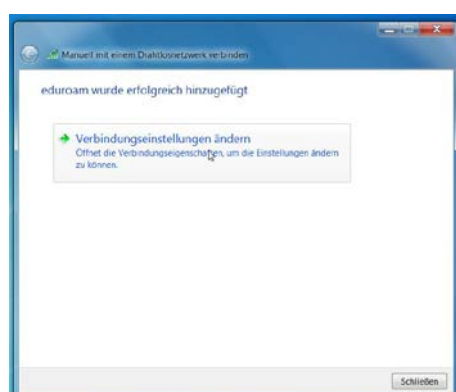 Manuell mit einem Drahtlosnetzwerk verbinden
eduroam wurde erfolgreich hinzugefügt
Verbindungseinstellungen ändern
Öffnet die Verbindungseigenschaften, um die Einstellungen ändern
zu können.
Schließen